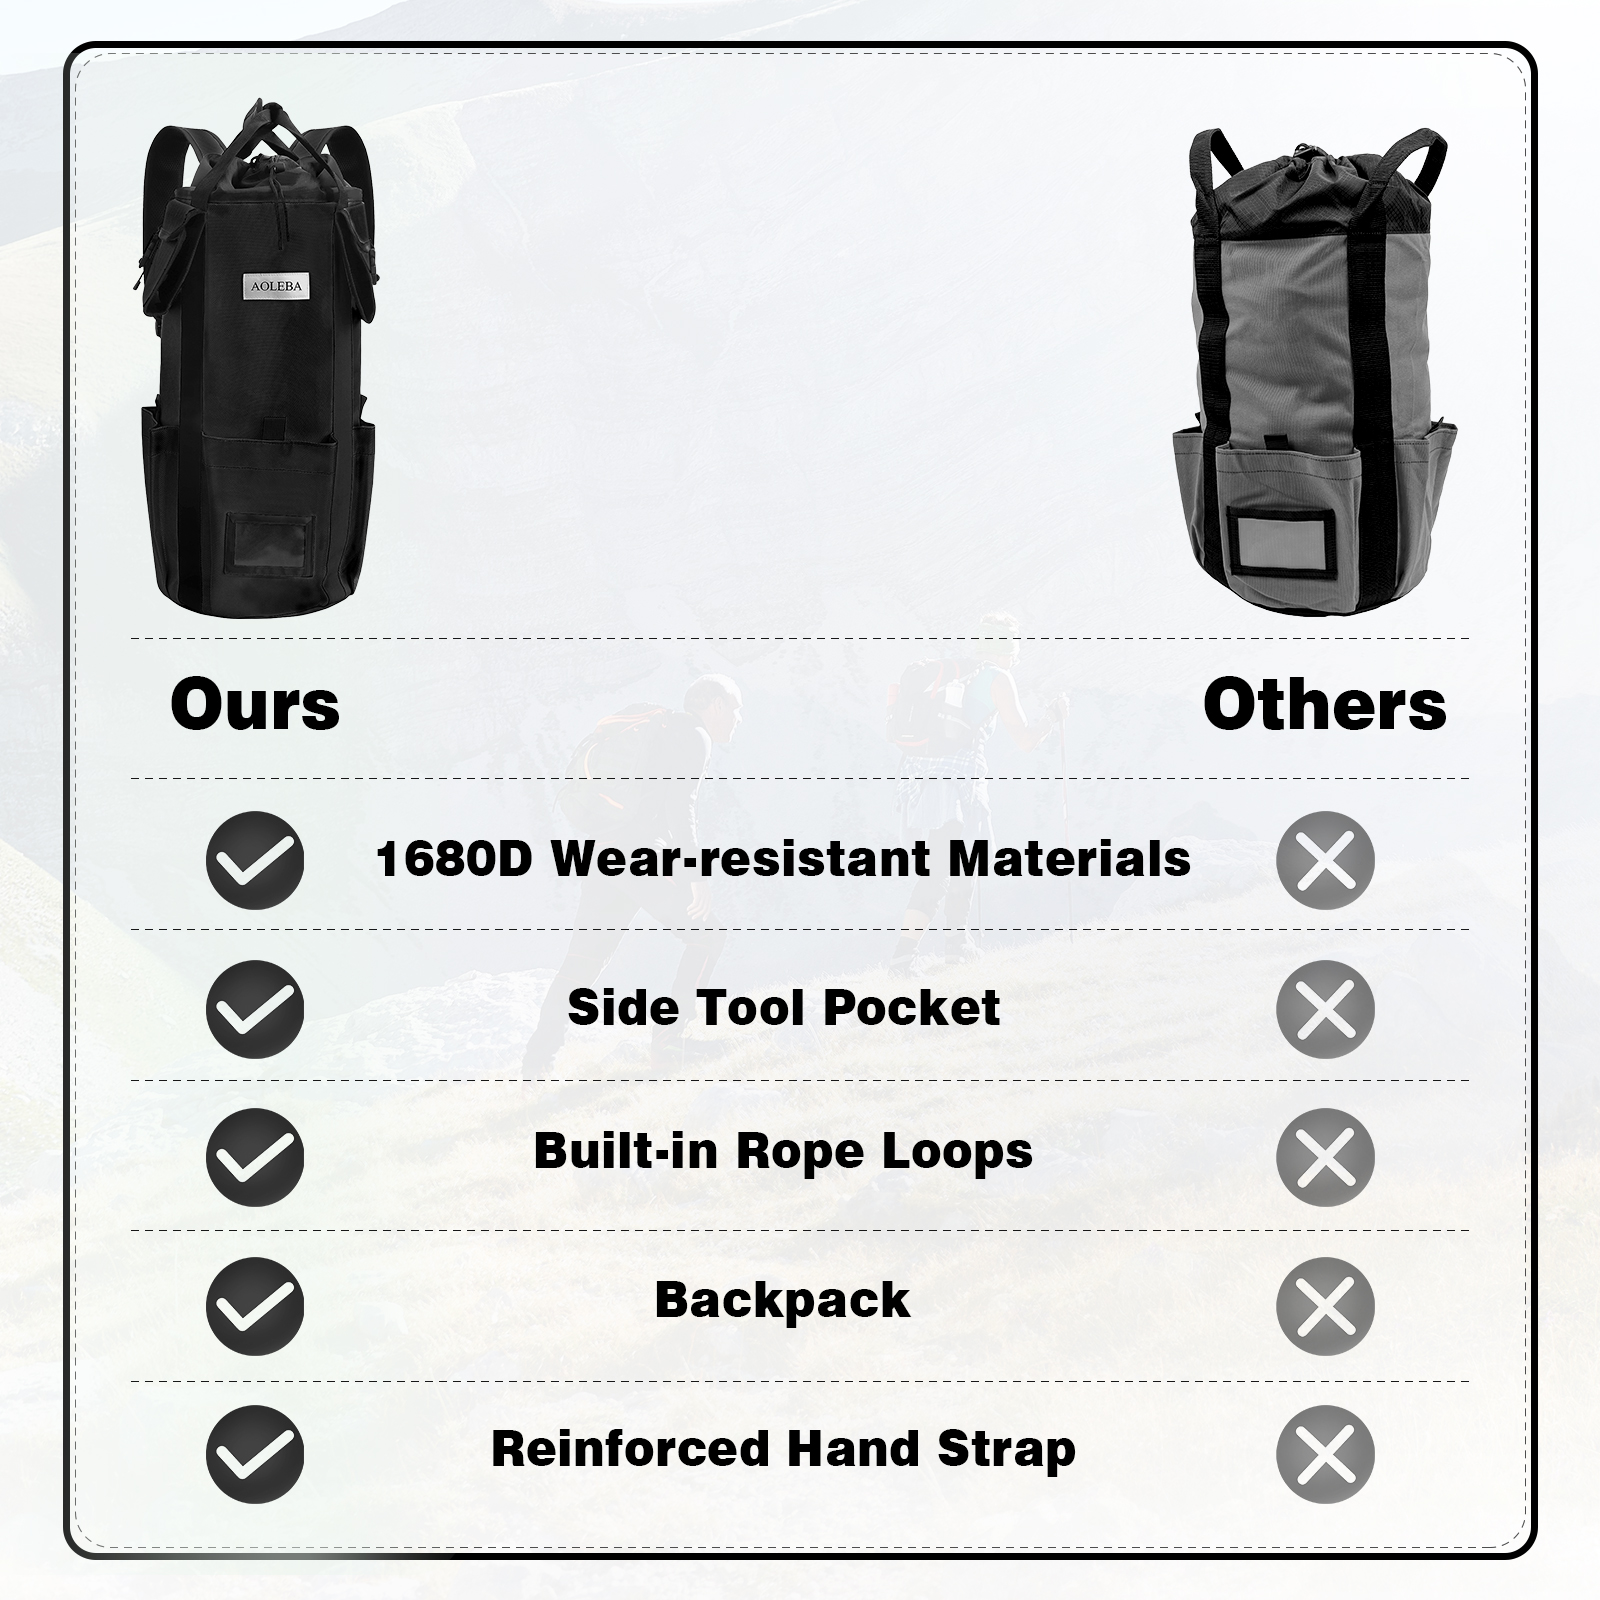 AOLEBA
Ours
Others
1680D Wear-resistant Materials
Side Tool Pocket
Built-in Rope Loops
Backpack
Reinforced Hand Strap